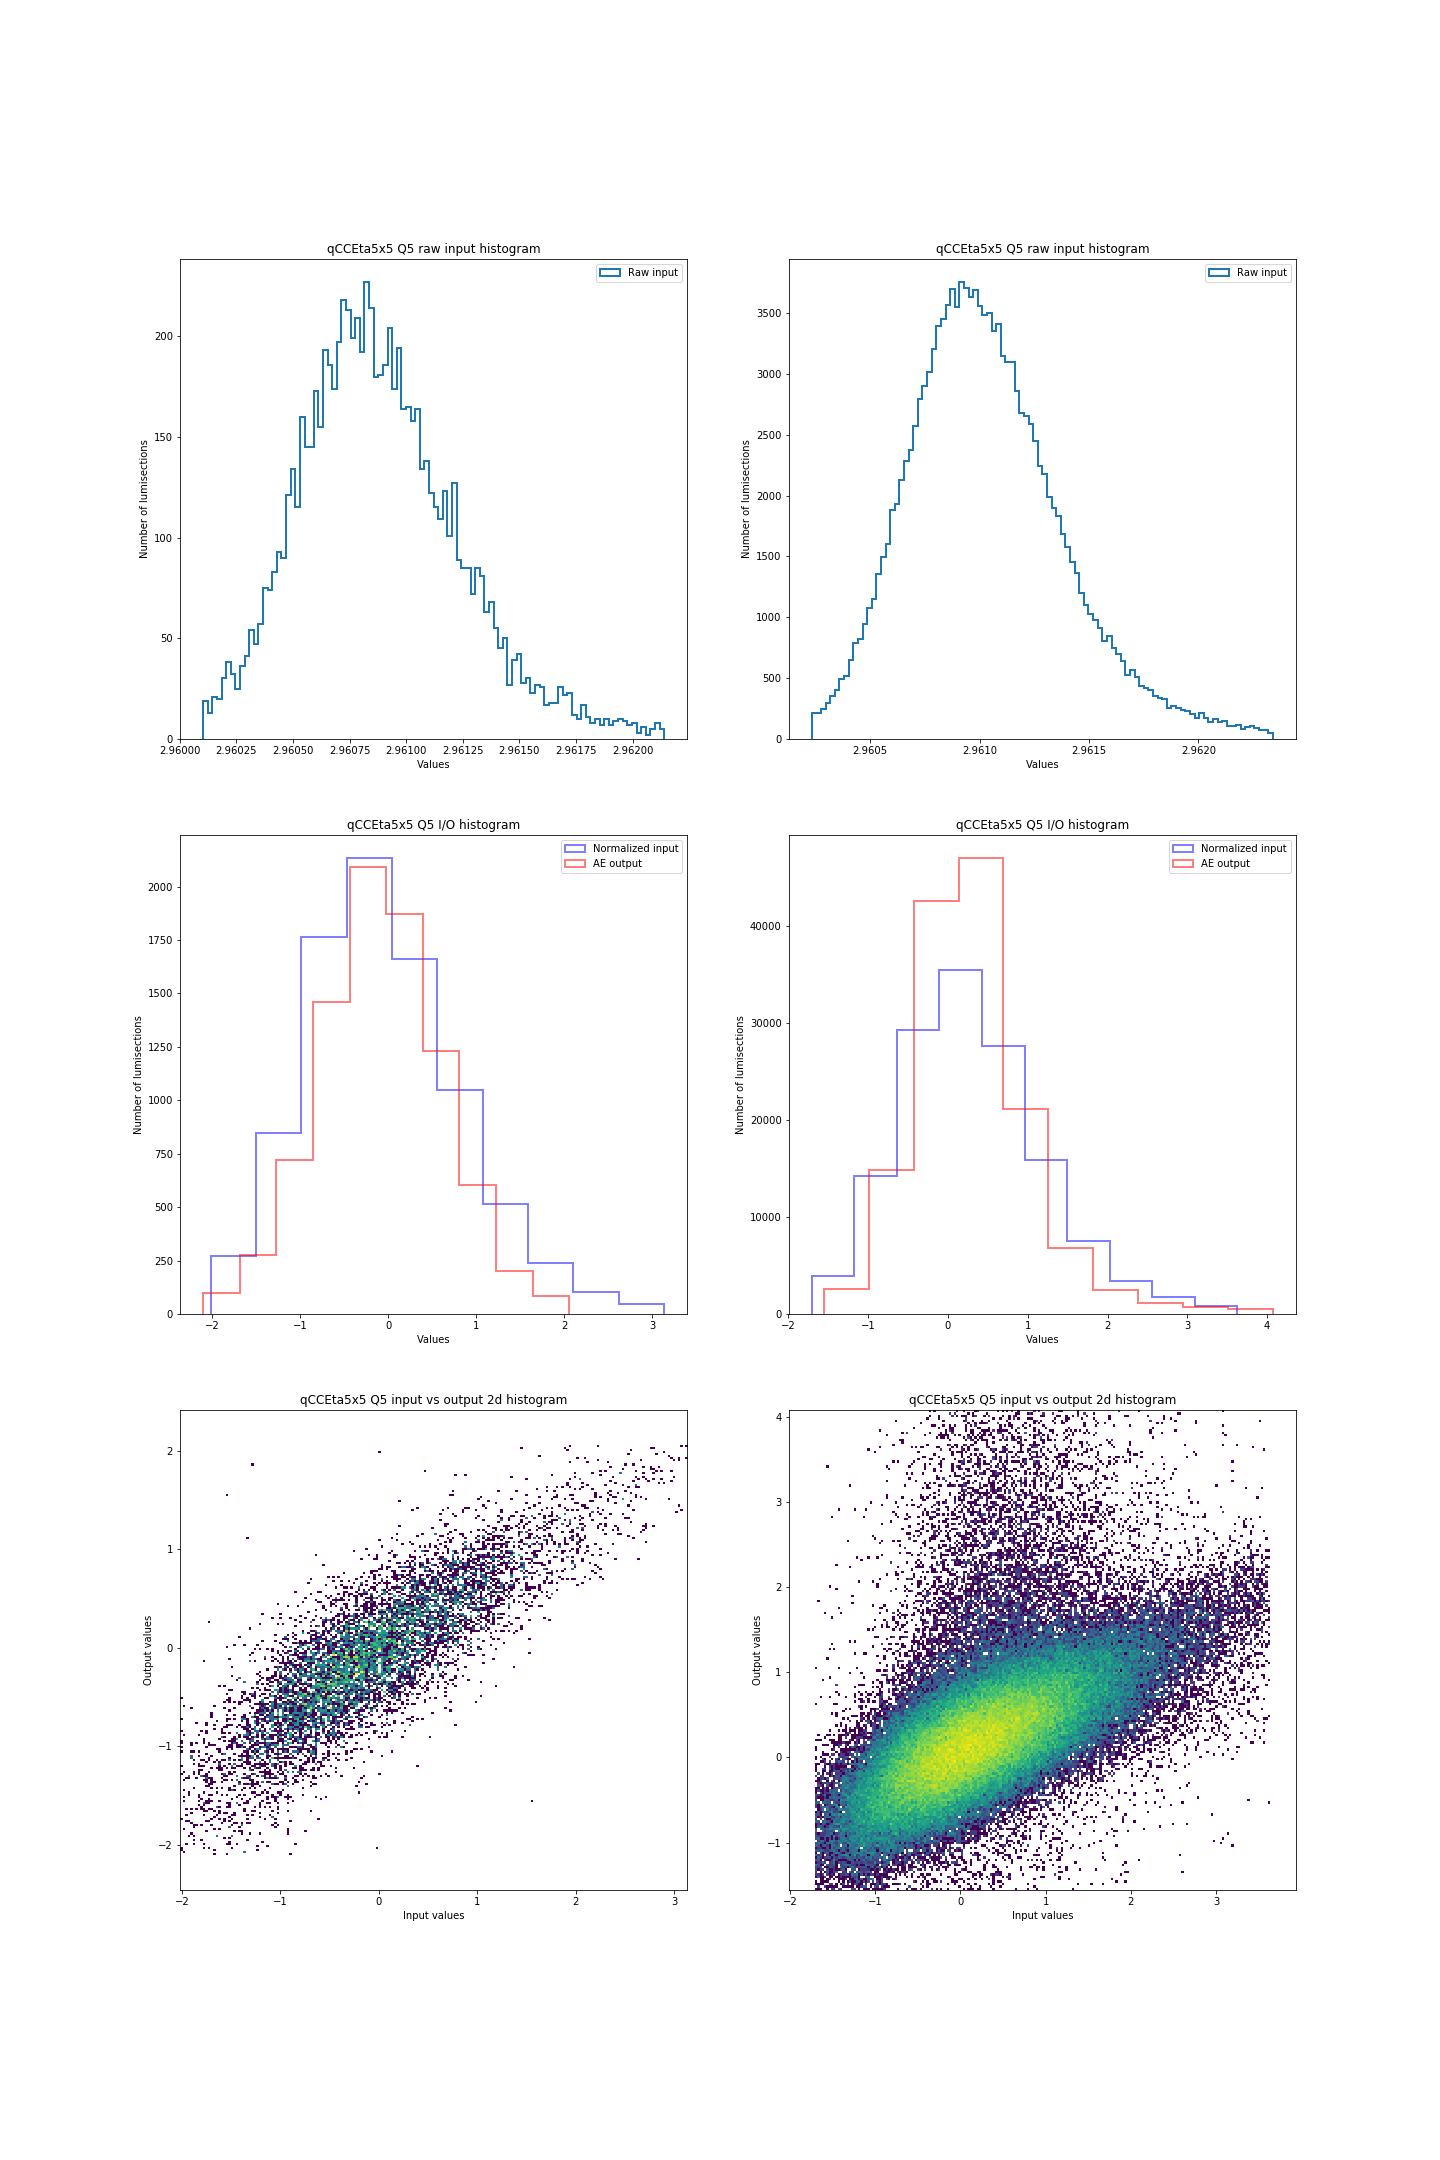 qCCEta5x5 Q5 raw input histogram
Raw input
Number of lumisections
200
150
100
50
0
2.96000 2.96025 2.96050 2.96075 2.96100 2.96125 2.96150 2.96175 2.96200
Values
qCCEta5x5 Q5 raw input histogram
Raw input
Number of lumisections
3500
3000
2500
2000
1500
1000
500
0
2.9605 2.9610 2.9615 2.9620
Values
qCCEta5x5 Q5 I/O histogram
Normalized input
AE output
Number of lumisections
2000
1750
1500
1250
1000
750
500
250
0
−2 −1 0 1 2 3
Values
qCCEta5x5 Q5 I/O histogram
Normalized input
AE output
Number of lumisections
40000
30000
20000
10000
0
−2 −1 0 1 2 3 4
Values
qCCEta5x5 Q5 input vs output 2d histogram
Output values
2
1
0
−1
−2
−2 −1 0 1 2 3
Input values
qCCEta5x5 Q5 input vs output 2d histogram
Output values
4
3
2
1
0
−1
−2 −1 0 1 2 3
Input values